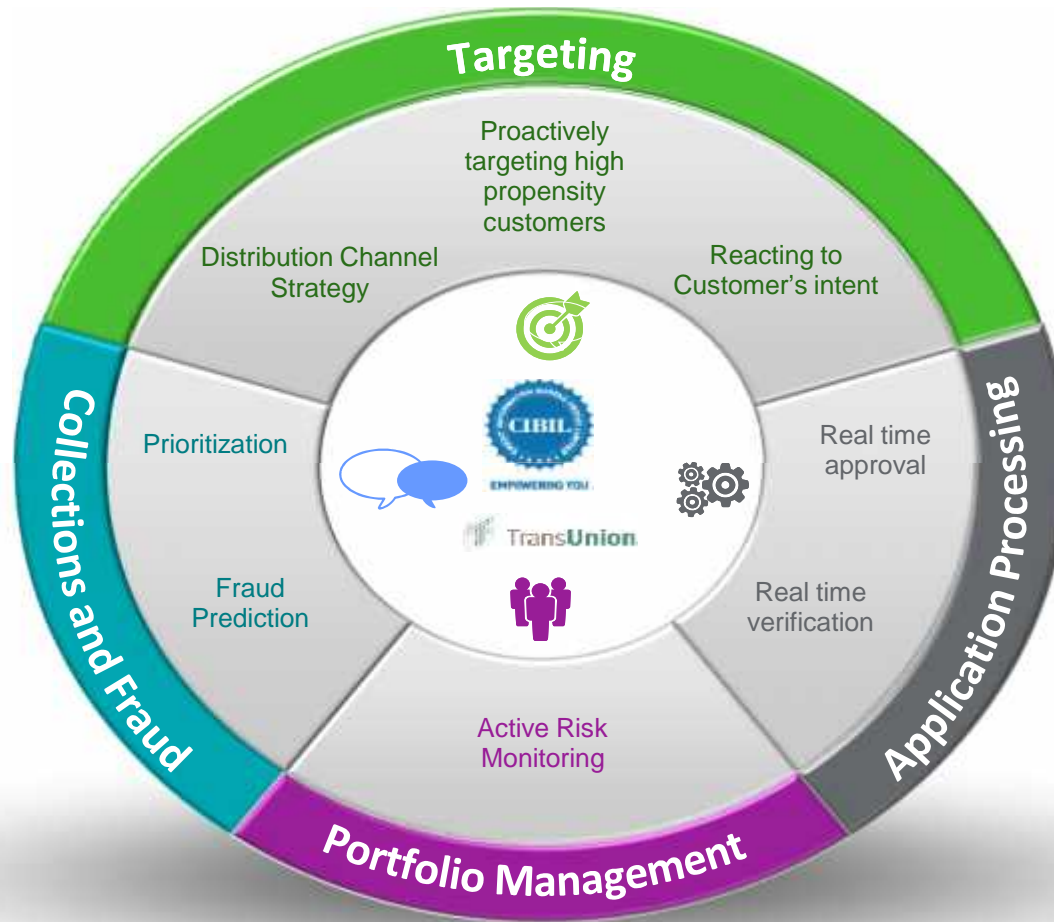 Targeting
Proactively
targeting high
propensity
customers
Distribution Channel
Strategy
Reacting to
Customer's intent
Prioritization
Fraud
Prediction
Collections and Fraud
CIBIL
EMPOWERING YOU
TransUnion
Real time
approval
Real time
verification
Application Processing
Active Risk
Monitoring
Portfolio Management